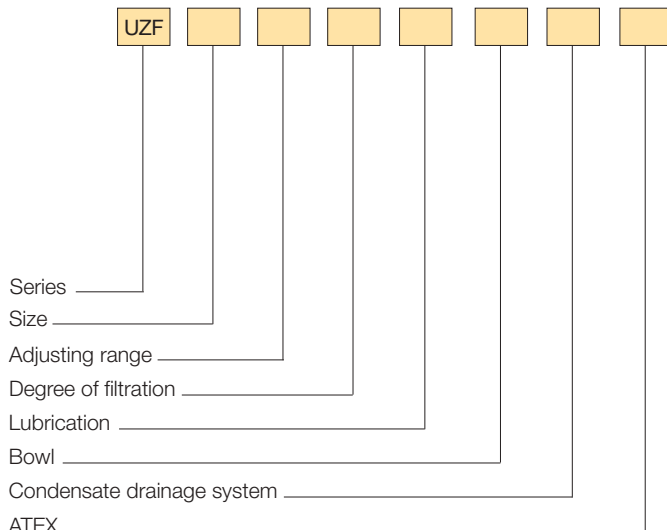 UZF
Series
Size
Adjusting range
Degree of filtration
Lubrication
Bowl
Condensate drainage system
ATEX